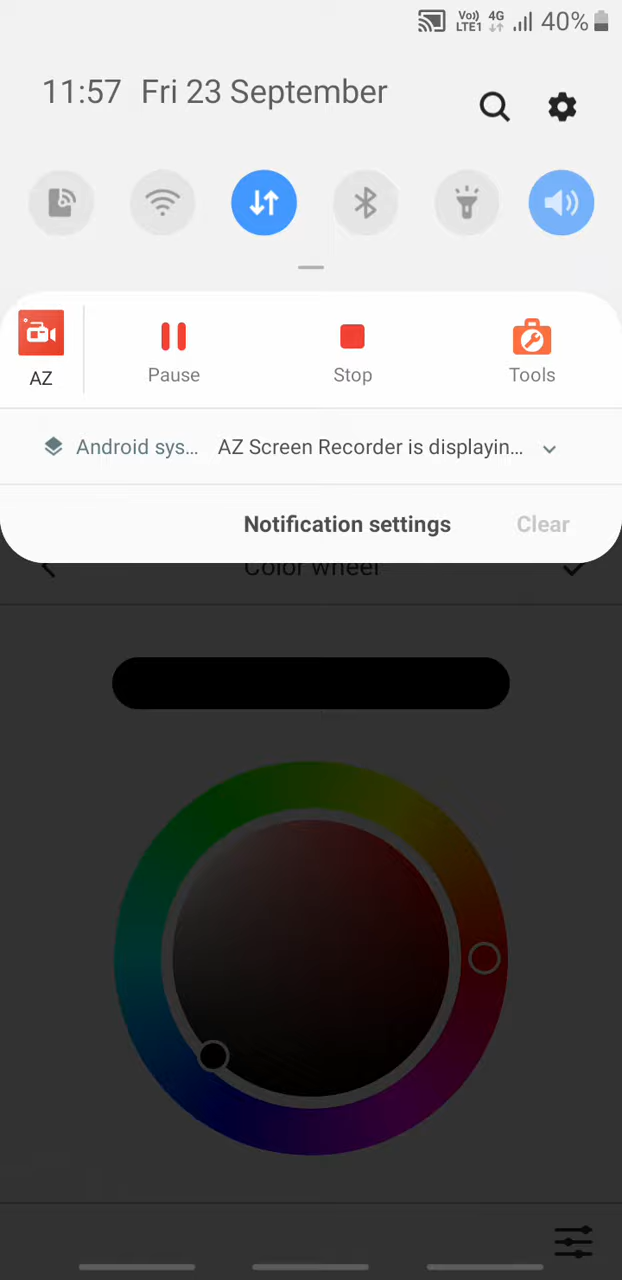 Vo)) LTE1 4G 40%
11:57 Fri 23 September
AZ
Pause
Stop
Tools
Android sys... AZ Screen Recorder is displayin...
Notification settings Clear
Color wheel